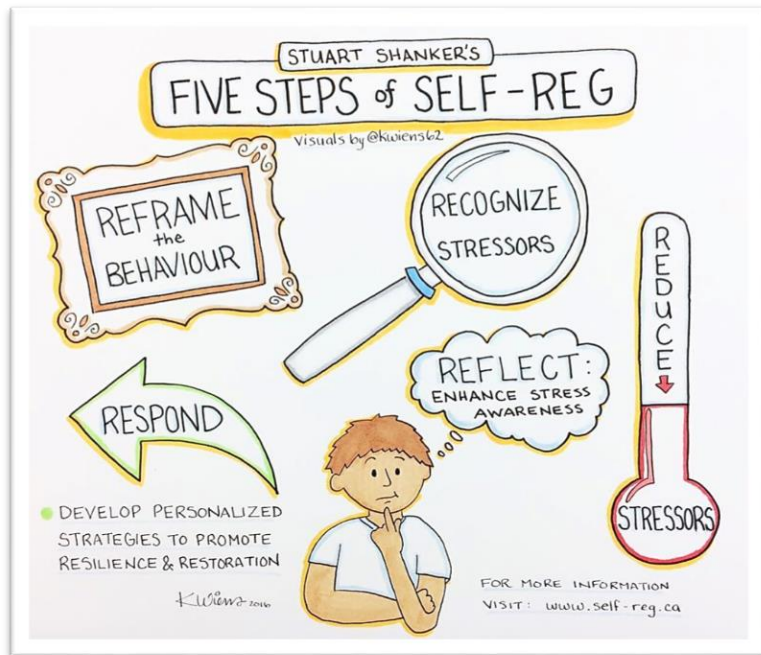 STUART SHANKER'S
FIVE STEPS of SELF-REG
visuals by @kwiens62
REFRAME
the
BEHAVIOUR
RECOGNIZE
STRESSORS
REDUCE
STRESSORS
REFLECT:
ENHANCE STRESS
AWARENESS
RESPOND
DEVELOP PERSONALIZED
STRATEGIES TO PROMOTE
RESILIENCE & RESTORATION
KWiens 2016
FOR MORE INFORMATION
VISIT: www.self-reg.ca